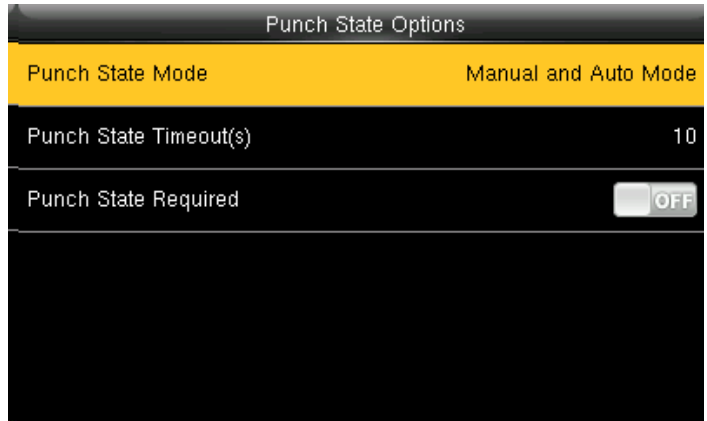 Punch State Options
Punch State Mode Manual and Auto Mode
Punch State Timeout(s) 10
Punch State Required OFF